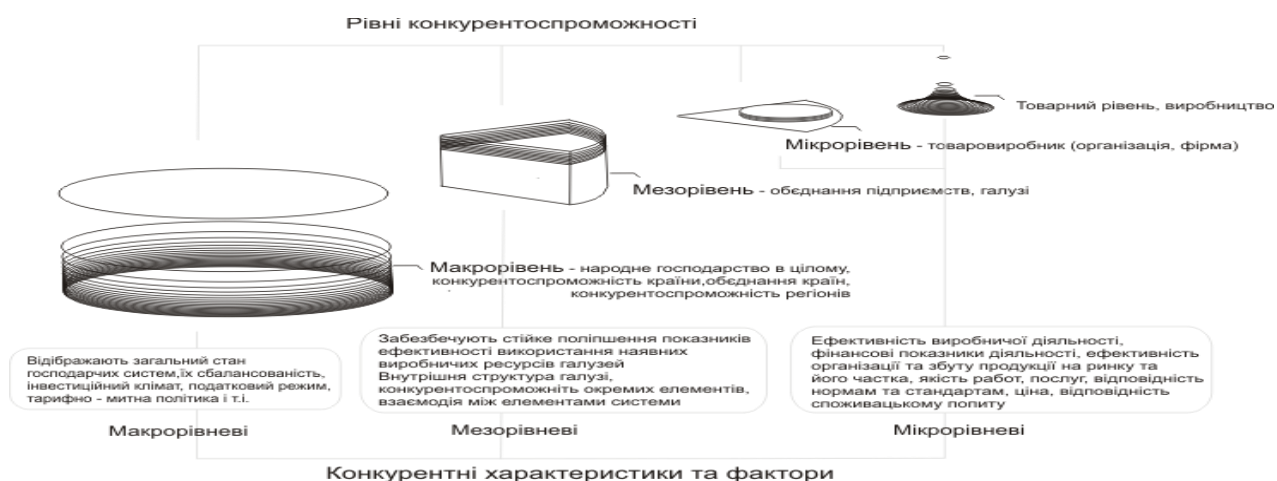 Рівні конкурентоспроможності
Товарний рівень, виробництво
Мікрорівень - товаровиробник (організація, фірма)
Мезорівень - обєднання підприємств, галузі
Макрорівень - народне господарство в цілому,
конкурентоспроможність країни,обєднання країн,
конкурентоспроможність регіонів
Відібражають загальний стан
господарчих систем,їх сбалансованість,
інвестиційний клімат, податковий режим,
тарифно - митна політика і т.і.
Забезбечують стійке поліпшення показників
ефективності використання наявних
виробничих ресурсів галузей
Внутрішня структура галузі,
конкурентоспроможніть окремих елементів,
взаємодія між елементами системи
Ефективність виробничої діяльності,
фінансові показники діяльності, ефективність
організації та збуту продукції на ринку та
його частка, якість работ, послуг, відповідність
нормам та стандартам, ціна, відповідність
споживацькому попиту
Макрорівневі
Мезорівневі
Мікрорівневі
Конкурентні характеристики та фактори